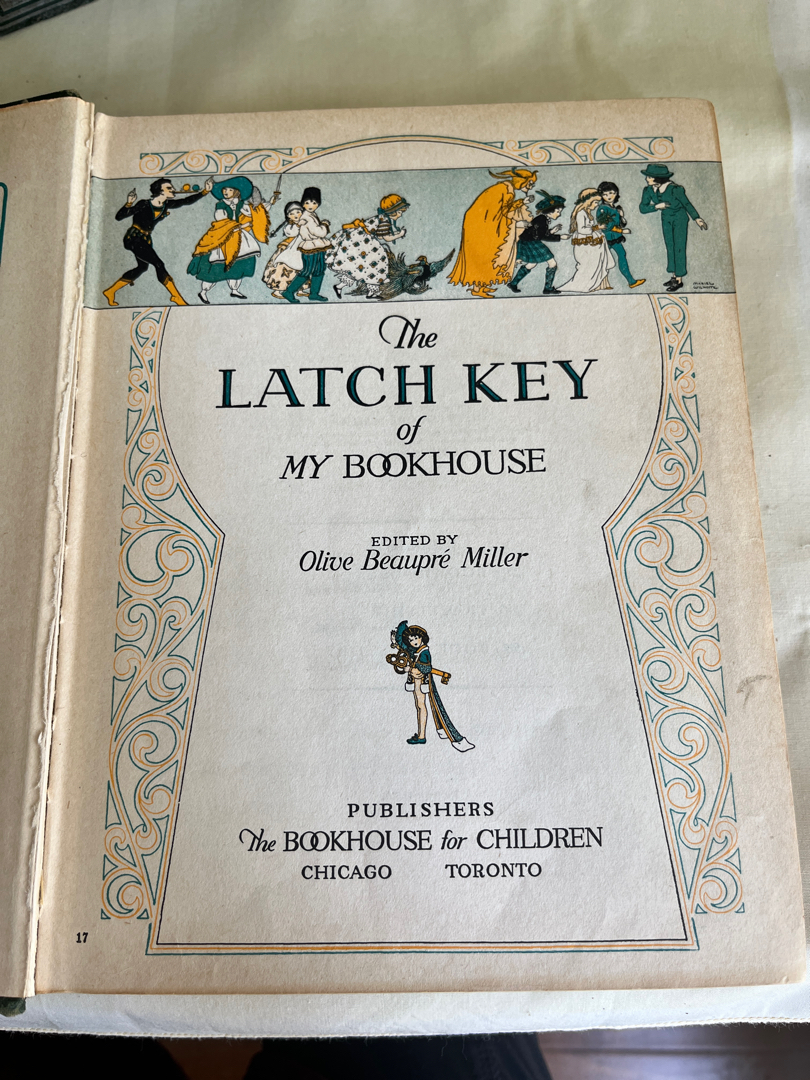 The
LATCH KEY
of
MY BOOKHOUSE
EDITED BY
Olive Beaupré Miller
PUBLISHERS
The BOOKHOUSE for CHILDREN
CHICAGO TORONTO
17